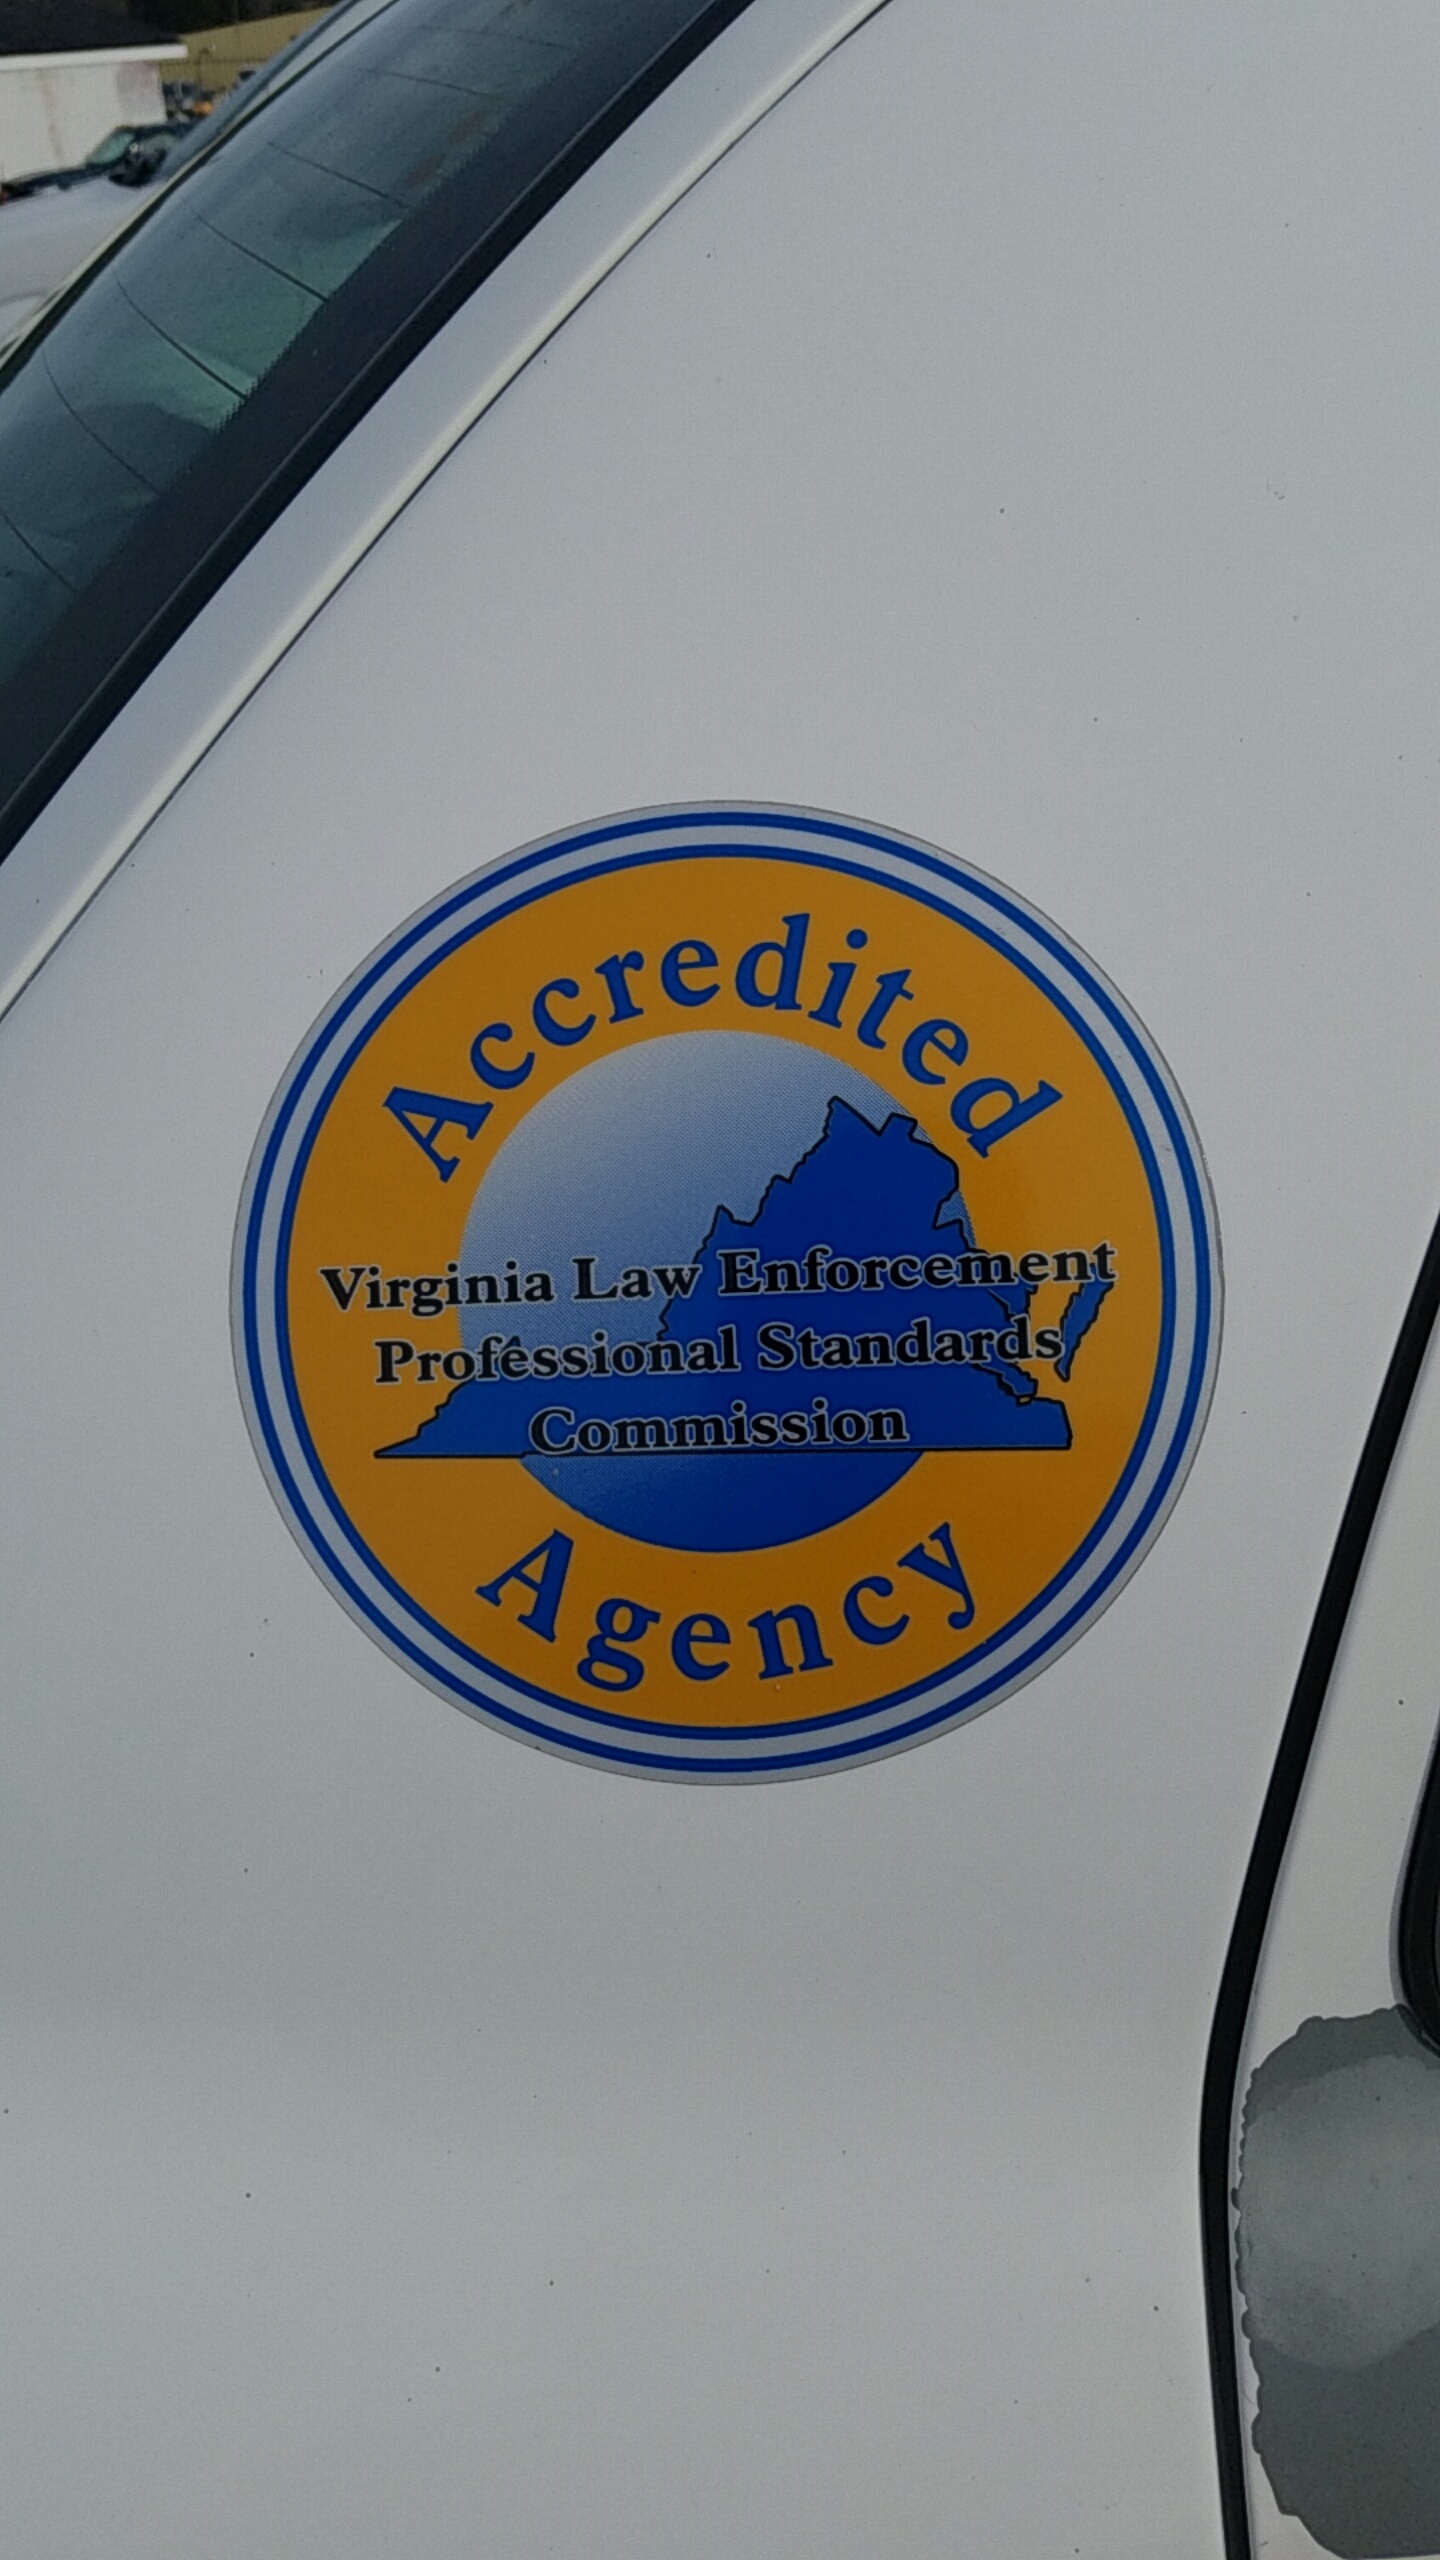 Accredited
Virginia Law Enforcement
Professional Standards
Commission
Agency